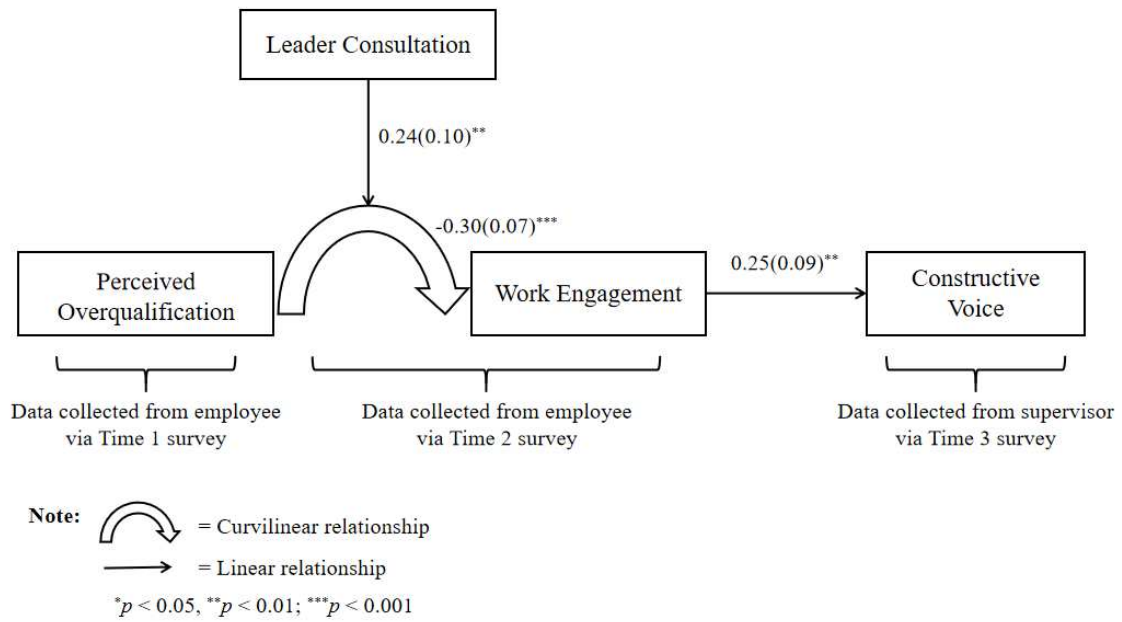 Leader Consultation
0.24(0.10)**
-0.30(0.07)***
Perceived
Overqualification
Work Engagement
0.25(0.09)**
Constructive
Voice
Data collected from employee
via Time 1 survey
Data collected from employee
via Time 2 survey
Data collected from supervisor
via Time 3 survey
Note:
= Curvilinear relationship
= Linear relationship
*p < 0.05, **p < 0.01; ***p < 0.001